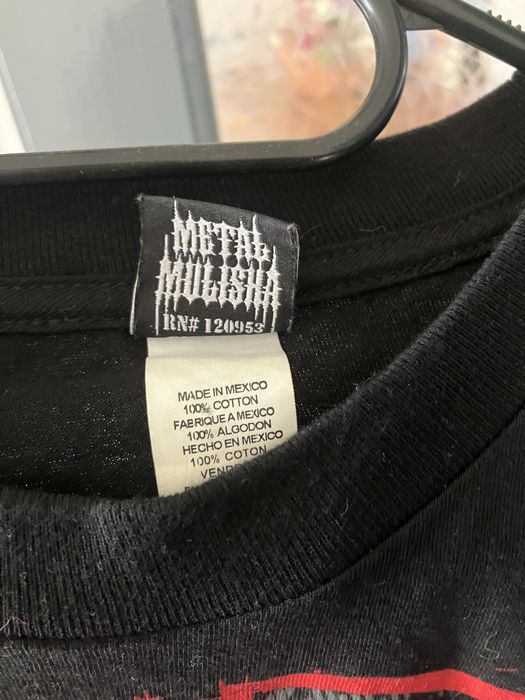 METAL
MULISHA
RN# 120953
MADE IN MEXICO
100% COTTON
FABRIQUE A MEXICO
100% ALGODON
HECHO EN MEXICO
100% COTON